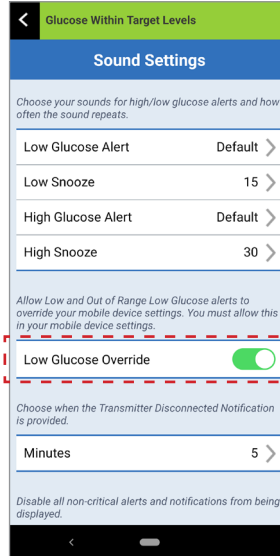 Glucose Within Target Levels
Sound Settings
Choose your sounds for high/low glucose alerts and how
often the sound repeats.
Low Glucose Alert Default
Low Snooze 15
High Glucose Alert Default
High Snooze 30
Allow Low and Out of Range Low Glucose alerts to
override your mobile device settings. You must allow this
in your mobile device settings.
Low Glucose Override
Choose when the Transmitter Disconnected Notification
is provided.
Minutes 5
Disable all non-critical alerts and notifications from being
displayed.